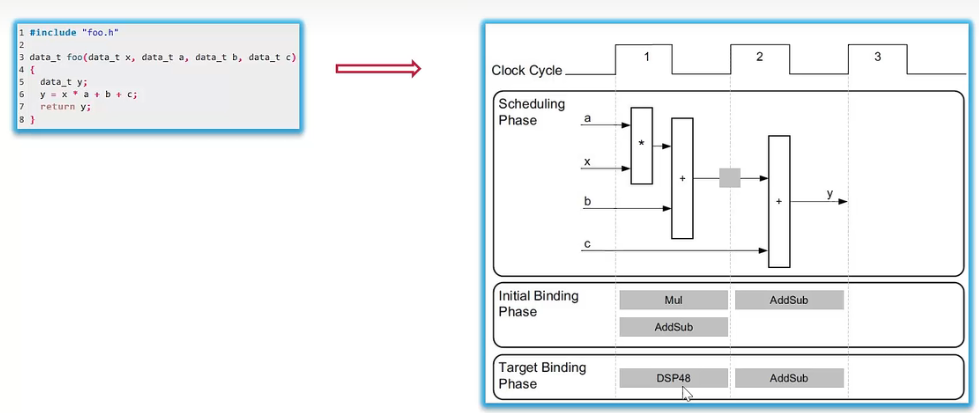 1 #include "foo.h"
2
3 data_t foo(data_t x, data_t a, data_t b, data_t c)
4 {
5 data_t y;
6 y = x * a + b + c;
7 return y;
8 }
Clock Cycle
1 2 3
Scheduling
Phase
a
*
x
+
b
+
y
c
Initial Binding
Phase
Mul AddSub
AddSub
Target Binding
Phase
DSP48 AddSub